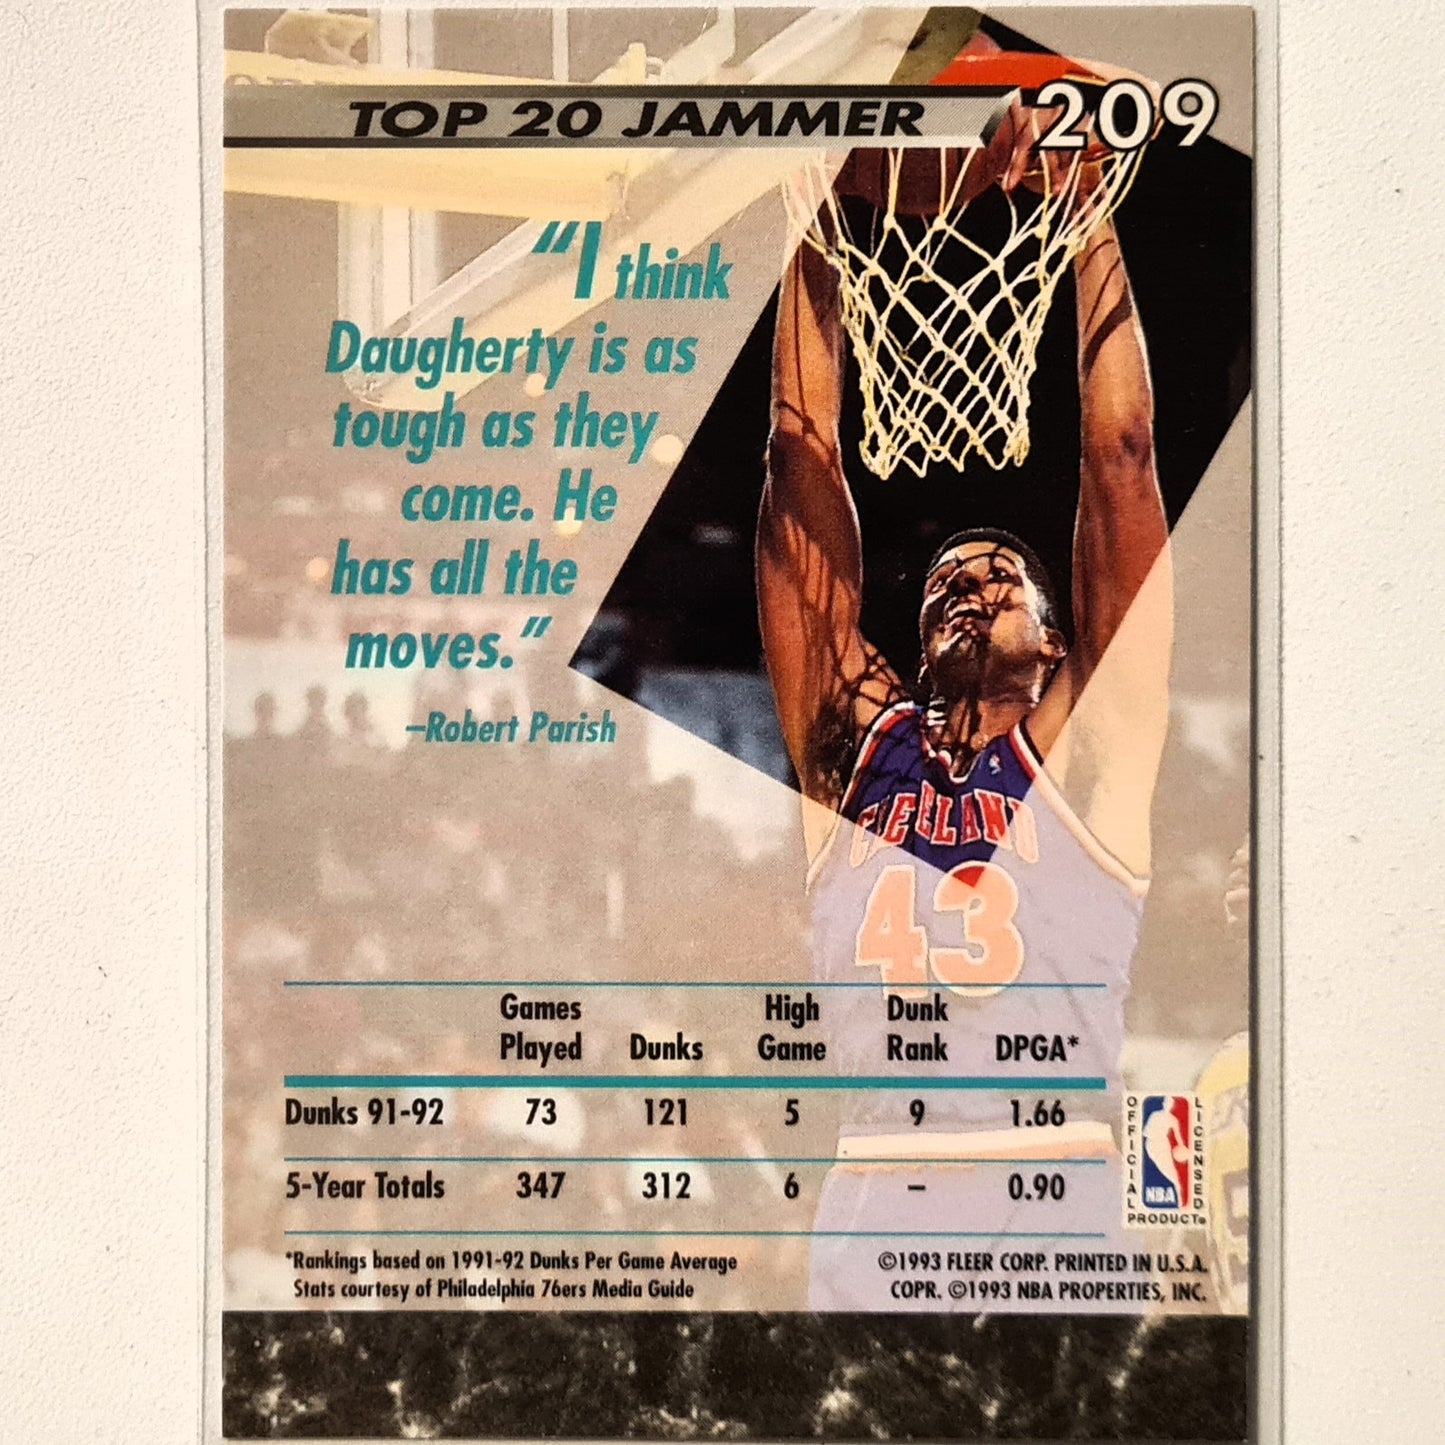 TOP 20 JAMMER 209
“I think
Daugherty is as
tough as they
come. He
has all the
moves.”
–Robert Parish
CLEVELAND
43
Games Played Dunks High Game Dunk Rank DPGA*
Dunks 91-92 73 121 5 9 1.66
5-Year Totals 347 312 6 – 0.90
*Rankings based on 1991-92 Dunks Per Game Average
Stats courtesy of Philadelphia 76ers Media Guide
©1993 FLEER CORP. PRINTED IN U.S.A.
COPR. ©1993 NBA PROPERTIES, INC.
OFFICIAL LICENSED
NBA
PRODUCT®